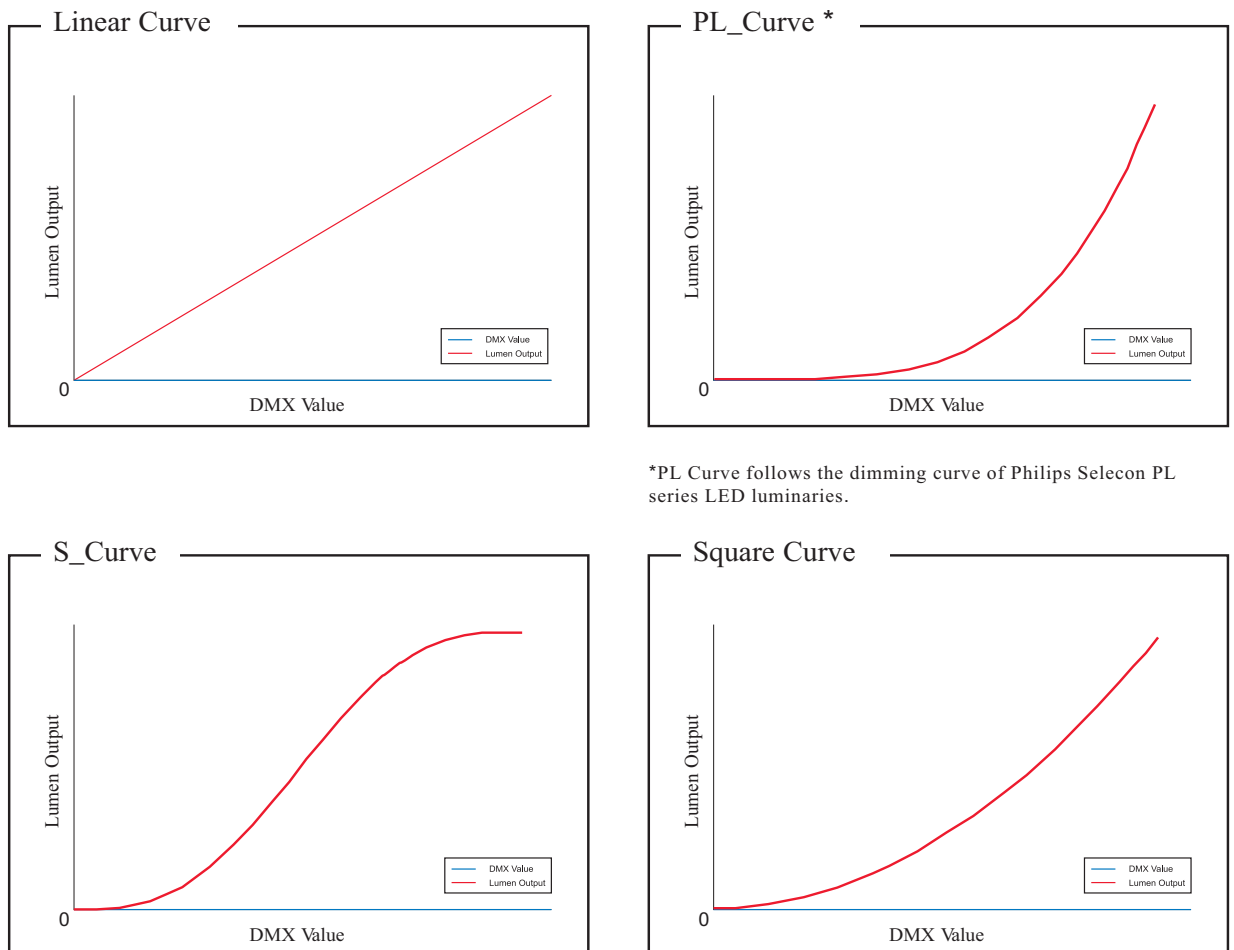 Linear Curve
Lumen Output
DMX Value
Lumen Output
0
DMX Value
PL_Curve *
Lumen Output
DMX Value
Lumen Output
0
DMX Value
*PL Curve follows the dimming curve of Philips Selecon PL
series LED luminaries.
S_Curve
Lumen Output
DMX Value
Lumen Output
0
DMX Value
Square Curve
Lumen Output
DMX Value
Lumen Output
0
DMX Value